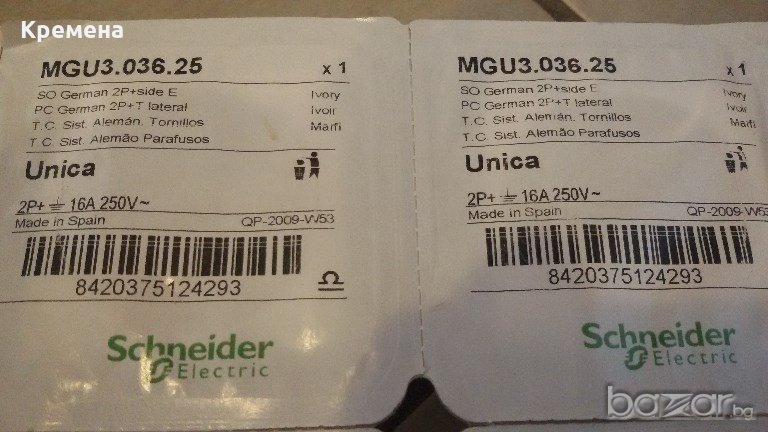 Кремена
MGU3.036.25 x 1
SO German 2P+side E Ivory
PC German 2P+T lateral Ivoir
T.C. Sist. Alemán. Tornillos Marfi
T.C. Sist. Alemão Parafusos
Unica
2P+ 16A 250V~
Made in Spain QP-2009-W53
8420375124293
Schneider
Electric
MGU3.036.25 x 1
SO German 2P+side E Ivory
PC German 2P+T lateral Ivoir
T.C. Sist. Alemán. Tornillos Marfi
T.C. Sist. Alemão Parafusos
Unica
2P+ 16A 250V~
Made in Spain QP-2009-W53
8420375124293
Schneider
Electric
bazar.bg